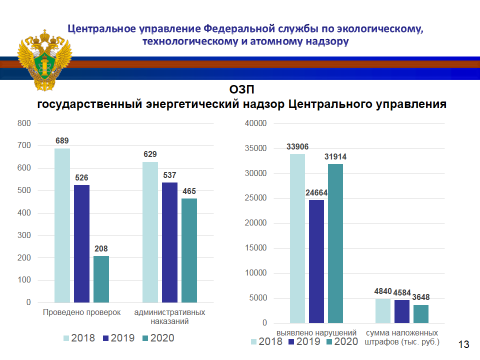 Центральное управление Федеральной службы по экологическому,
технологическому и атомному надзору
ОЗП
государственный энергетический надзор Центрального управления
800
700
600
500
400
300
200
100
0
689
526
208
629
537
465
Проведено проверок
административных
наказаний
2018 2019 2020
40000
35000
30000
25000
20000
15000
10000
5000
0
33906
24664
31914
4840 4584 3648
выявлено нарушений
сумма наложенных
штрафов (тыс. руб.)
2018 2019 2020
13